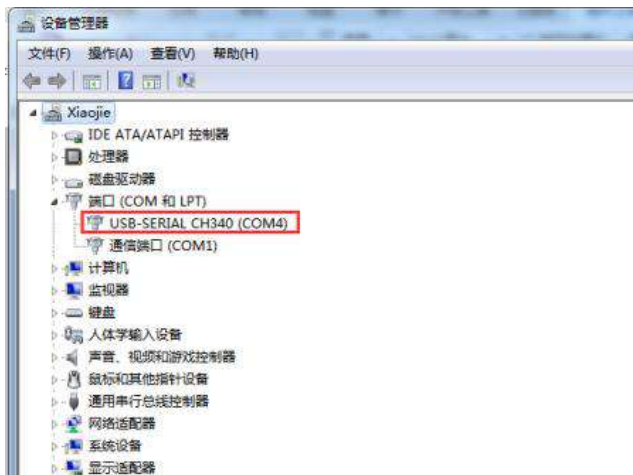 设备管理器
文件(F) 操作(A) 查看(V) 帮助(H)
Xiaojie
IDE ATA/ATAPI 控制器
处理器
磁盘驱动器
端口 (COM 和 LPT)
USB-SERIAL CH340 (COM4)
通信端口 (COM1)
计算机
监视器
键盘
人体学输入设备
声音、视频和游戏控制器
鼠标和其他指针设备
通用串行总线控制器
网络适配器
系统设备
显示适配器